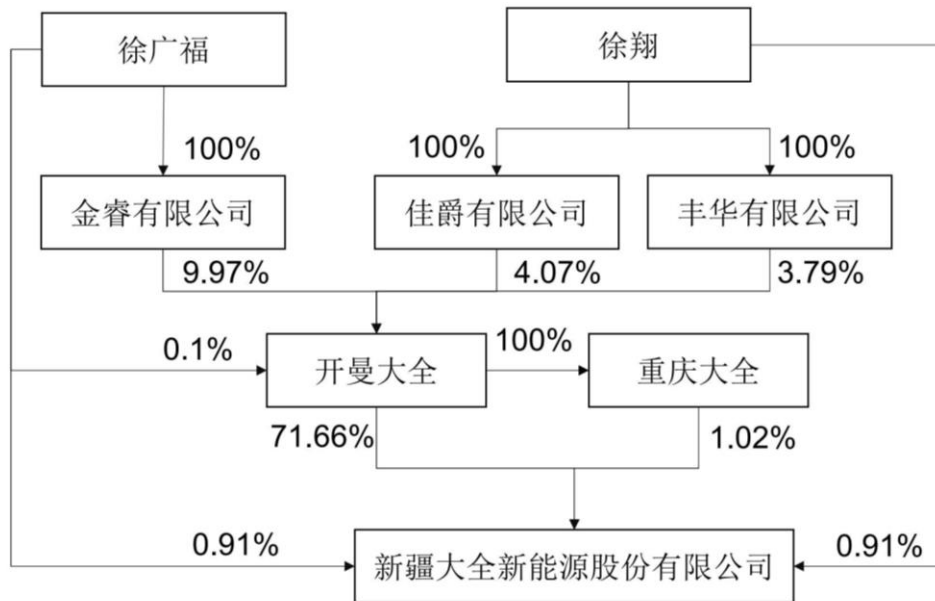 徐广福
徐翔
100%
100%
100%
金睿有限公司
佳爵有限公司
丰华有限公司
9.97%
4.07%
3.79%
0.1%
开曼大全
100%
重庆大全
71.66%
1.02%
0.91%
新疆大全新能源股份有限公司
0.91%